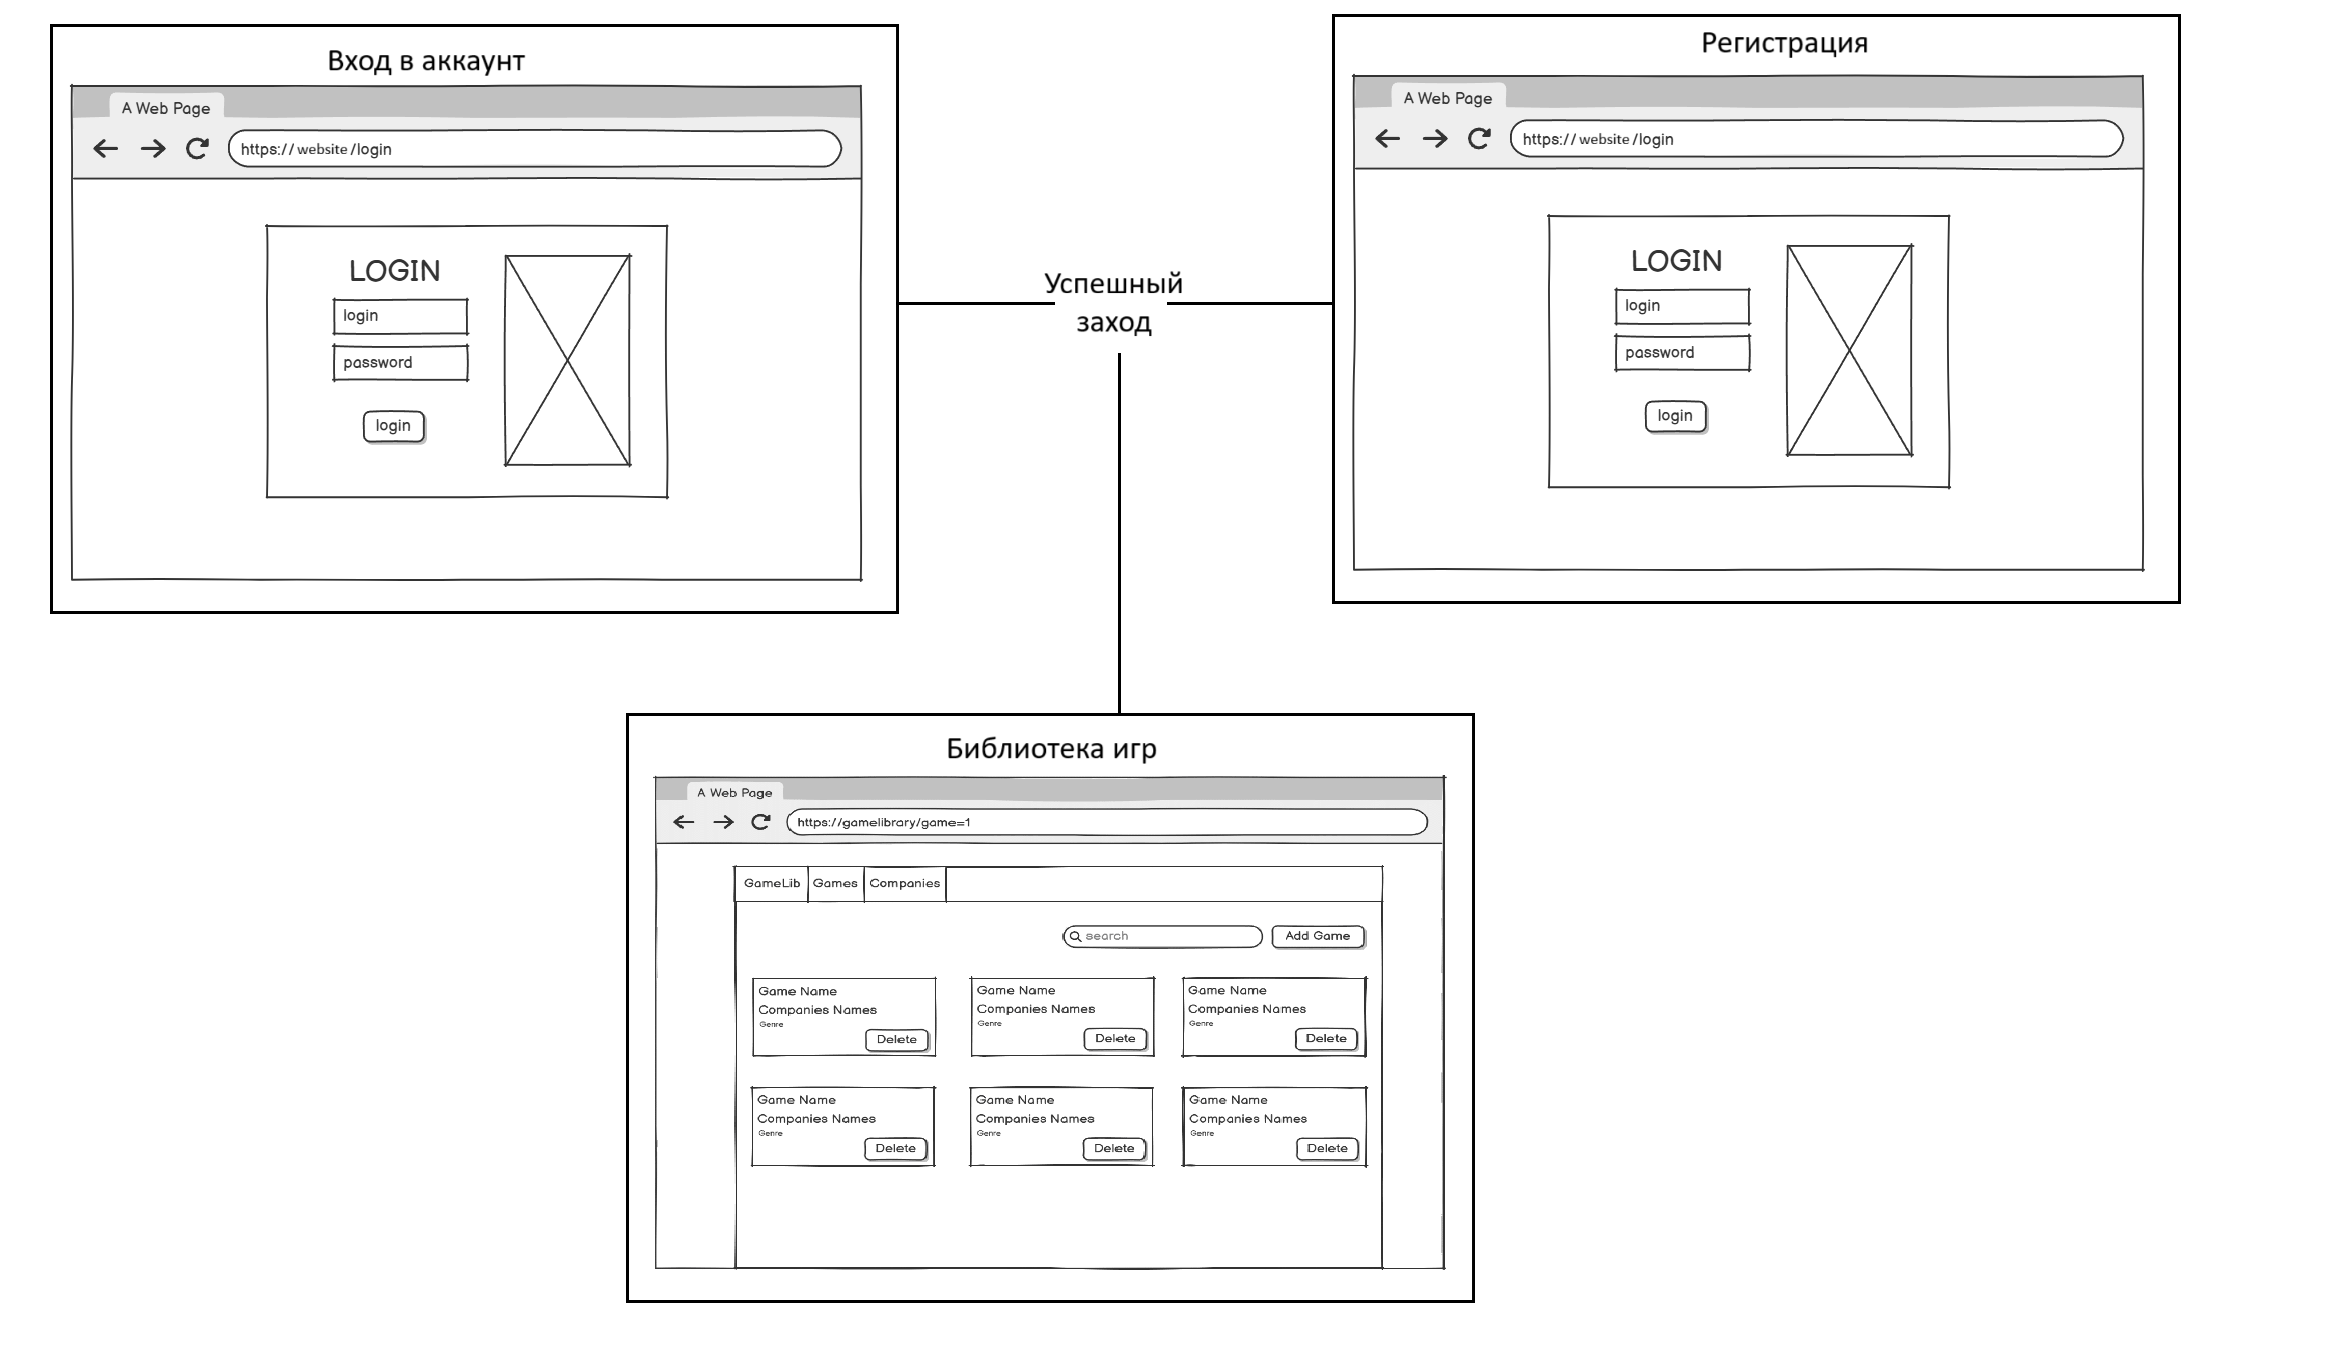 Вход в аккаунт
A Web Page
https://website/login
LOGIN
login
password
login
Регистрация
A Web Page
https://website/login
LOGIN
login
password
login
Успешный
заход
Библиотека игр
A Web Page
https://gamelibrary/game=1
GameLib Games Companies
search Add Game
Game Name
Companies Names
Genre
Delete
Game Name
Companies Names
Genre
Delete
Game Name
Companies Names
Genre
Delete
Game Name
Companies Names
Genre
Delete
Game Name
Companies Names
Genre
Delete
Game Name
Companies Names
Genre
Delete